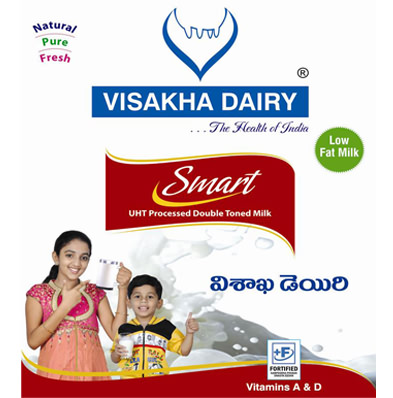 Natural
Pure
Fresh
®
VISAKHA DAIRY
...The Health of India
Low
Fat Milk
Smart
UHT Processed Double Toned Milk
విశాఖ డెయిరి
+F
FORTIFIED
Vitamins A & D